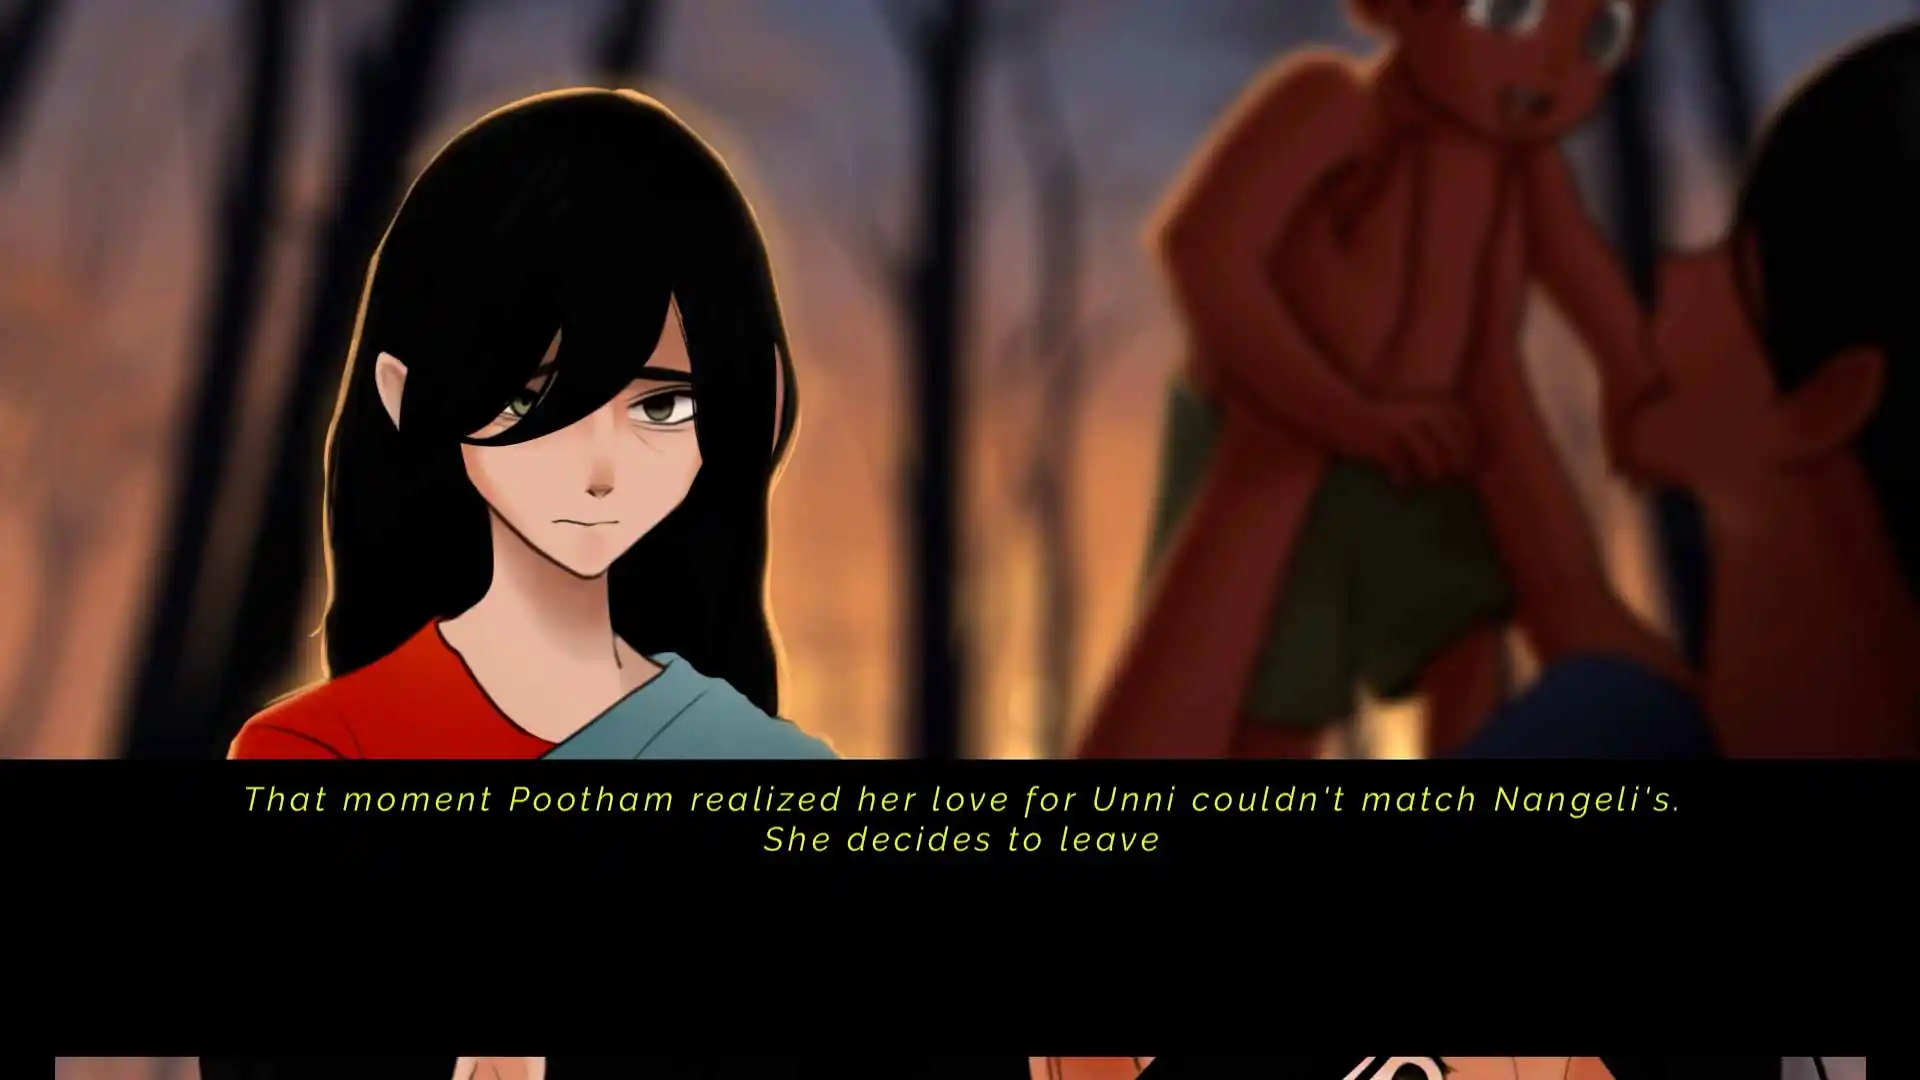 That moment Pootham realized her love for Unni couldn't match Nangeli's.
She decides to leave